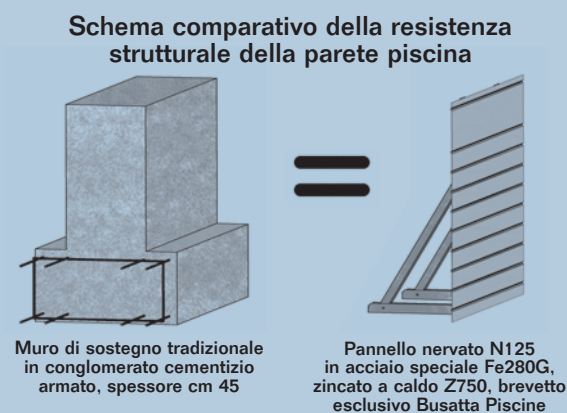 Schema comparativo della resistenza
strutturale della parete piscina
Muro di sostegno tradizionale
in conglomerato cementizio
armato, spessore cm 45
Pannello nervato N125
in acciaio speciale Fe280G,
zincato a caldo Z750, brevetto
esclusivo Busatta Piscine